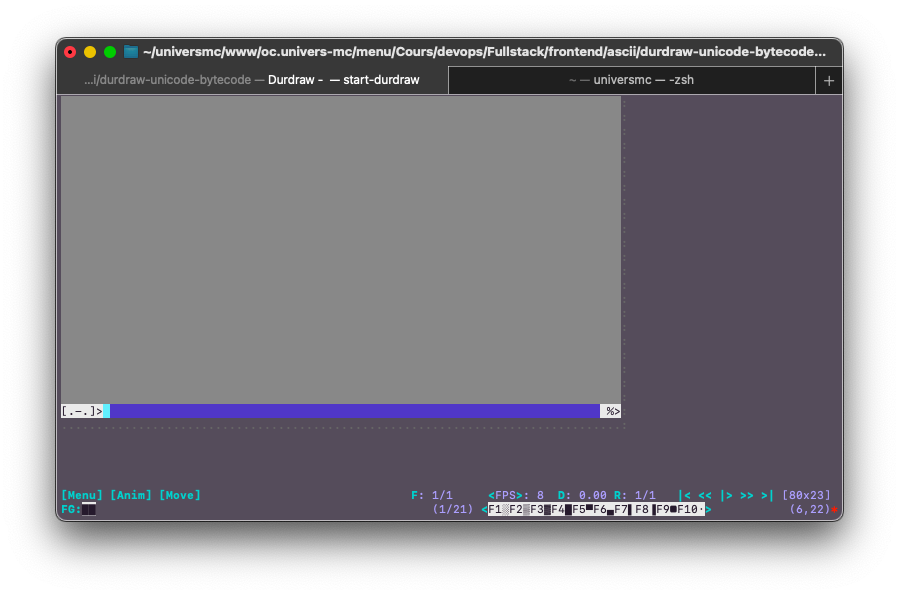 ~/universmc/www/oc.univers-mc/menu/Cours/devops/Fullstack/frontend/ascii/durdraw-unicode-bytecode...
...i/durdraw-unicode-bytecode — Durdraw - — start-durdraw
~ — universmc — -zsh
+
[.-.]> %>
[Menu] [Anim] [Move] F: 1/1 <FPS>: 8 D: 0.00 R: 1/1 |< << |> >> >| [80x23]
FG:██ (1/21) <F1░F2▒F3▓F4█F5▀F6▄F7▌F8▐F9■F10·> (6,22)